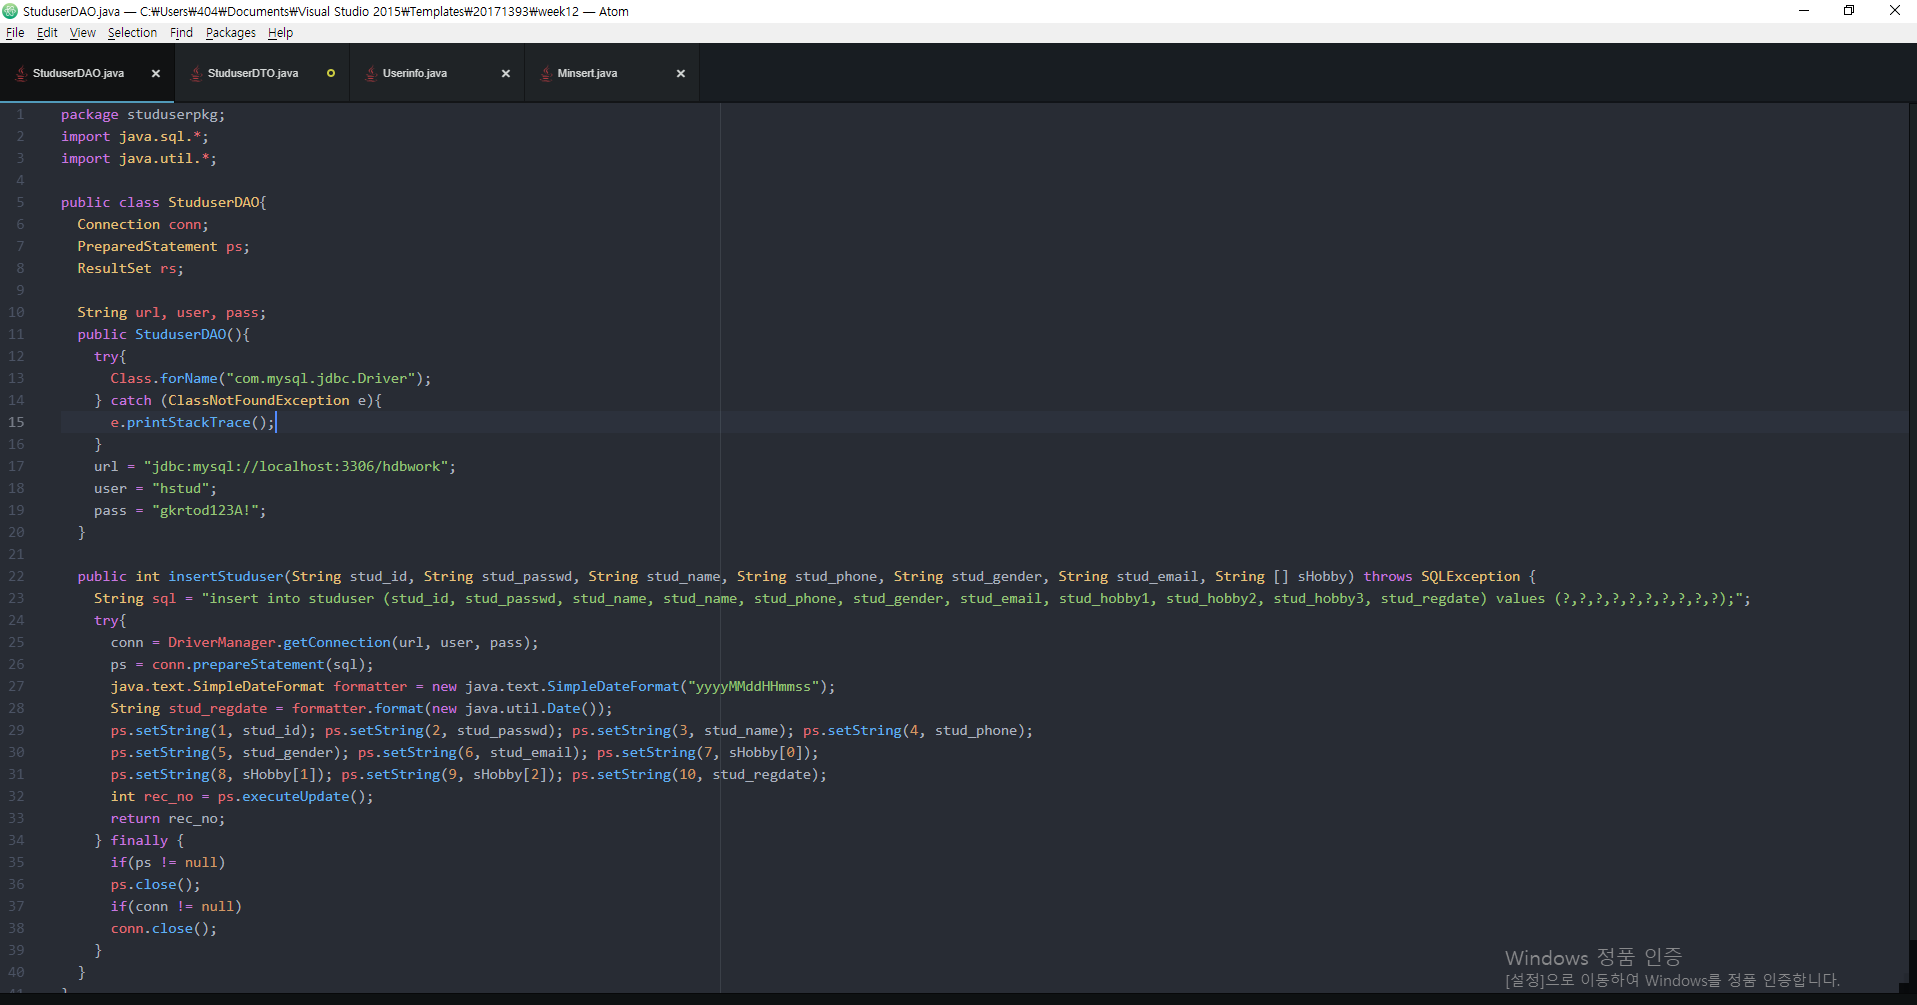 StuduserDAO.java — C:₩Users₩404₩Documents₩Visual Studio 2015₩Templates₩20171393₩week12 — Atom
File Edit View Selection Find Packages Help
StuduserDAO.java StuduserDTO.java Userinfo.java Minsert.java
1 package studuserpkg;
2 import java.sql.*;
3 import java.util.*;
4
5 public class StuduserDAO{
6 Connection conn;
7 PreparedStatement ps;
8 ResultSet rs;
9
10 String url, user, pass;
11 public StuduserDAO(){
12 try{
13 Class.forName("com.mysql.jdbc.Driver");
14 } catch (ClassNotFoundException e){
15 e.printStackTrace();
16 }
17 url = "jdbc:mysql://localhost:3306/hdbwork";
18 user = "hstud";
19 pass = "gkrtod123A!";
20 }
21
22 public int insertStuduser(String stud_id, String stud_passwd, String stud_name, String stud_phone, String stud_gender, String stud_email, String [] sHobby) throws SQLException {
23 String sql = "insert into studuser (stud_id, stud_passwd, stud_name, stud_name, stud_phone, stud_gender, stud_email, stud_hobby1, stud_hobby2, stud_hobby3, stud_regdate) values (?,?,?,?,?,?,?,?,?,?);";
24 try{
25 conn = DriverManager.getConnection(url, user, pass);
26 ps = conn.prepareStatement(sql);
27 java.text.SimpleDateFormat formatter = new java.text.SimpleDateFormat("yyyyMMddHHmmss");
28 String stud_regdate = formatter.format(new java.util.Date());
29 ps.setString(1, stud_id); ps.setString(2, stud_passwd); ps.setString(3, stud_name); ps.setString(4, stud_phone);
30 ps.setString(5, stud_gender); ps.setString(6, stud_email); ps.setString(7, sHobby[0]);
31 ps.setString(8, sHobby[1]); ps.setString(9, sHobby[2]); ps.setString(10, stud_regdate);
32 int rec_no = ps.executeUpdate();
33 return rec_no;
34 } finally {
35 if(ps != null)
36 ps.close();
37 if(conn != null)
38 conn.close();
39 }
40 }
Windows 정품 인증
[설정]으로 이동하여 Windows를 정품 인증합니다.